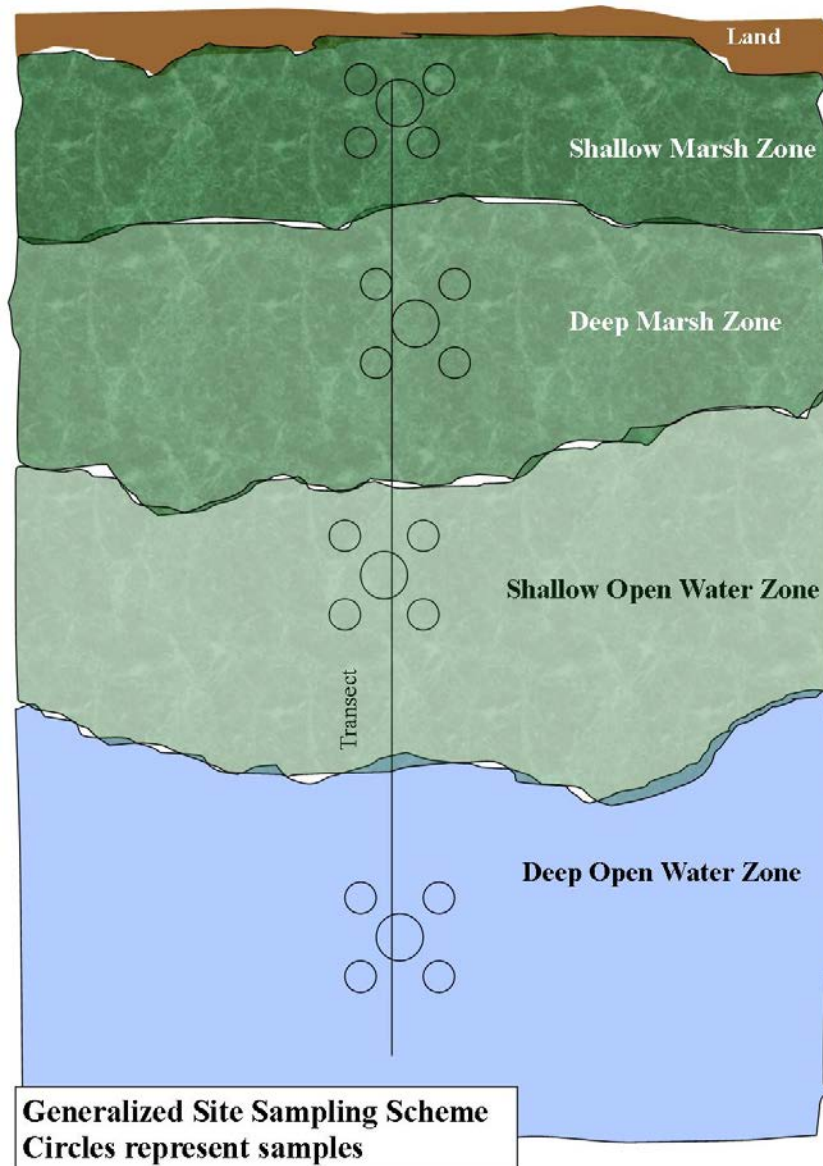 Land
Shallow Marsh Zone
Deep Marsh Zone
Shallow Open Water Zone
Transect
Deep Open Water Zone
Generalized Site Sampling Scheme
Circles represent samples